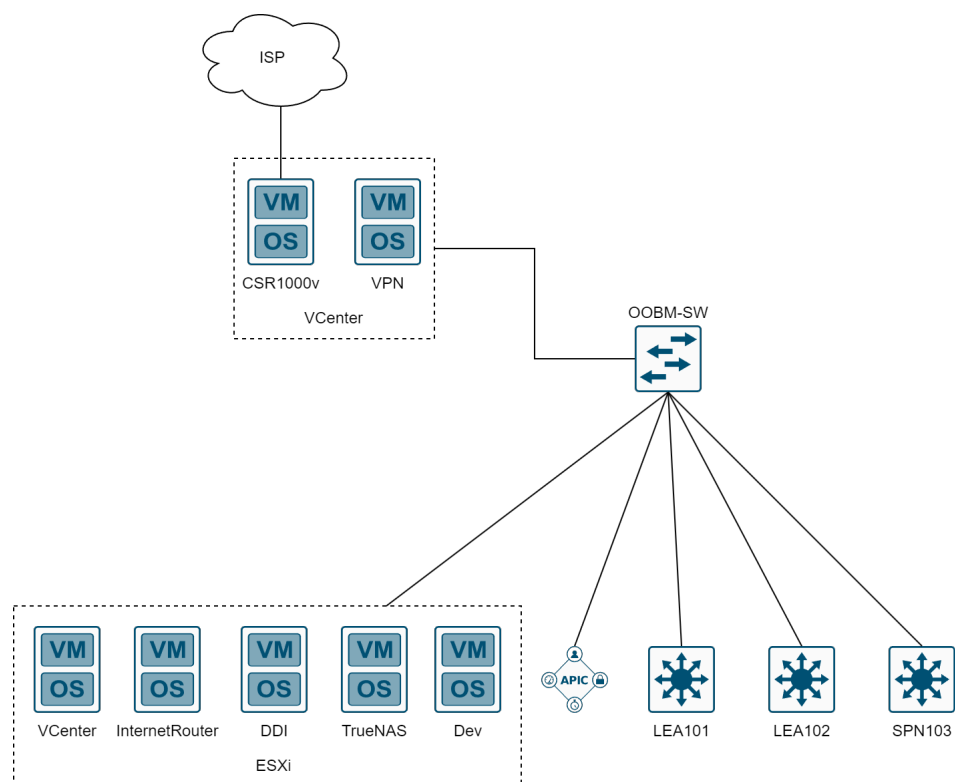 ISP
VM VM
OS OS
CSR1000v VPN
VCenter
OOBM-SW
VM VM VM VM VM
OS OS OS OS OS
APIC
VCenter InternetRouter DDI TrueNAS Dev LEA101 LEA102 SPN103
ESXi